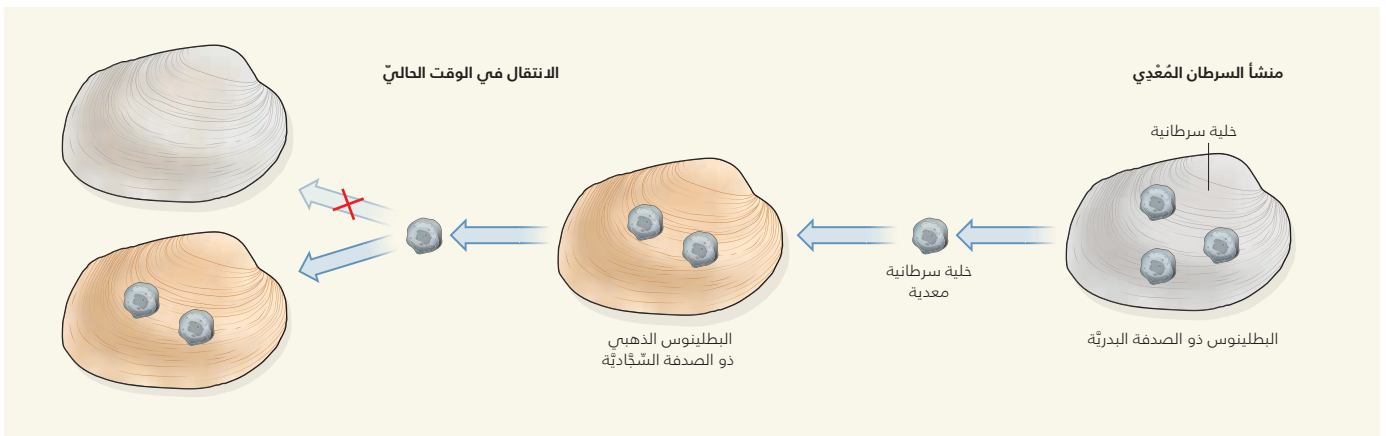 منشأ السرطان المُعْدِي
خلية سرطانية
البطلينوس ذو الصدفة البدريَّة
خلية سرطانية
معدية
البطلينوس الذهبي
ذو الصدفة السِّجَّاديَّة
الانتقال في الوقت الحاليّ